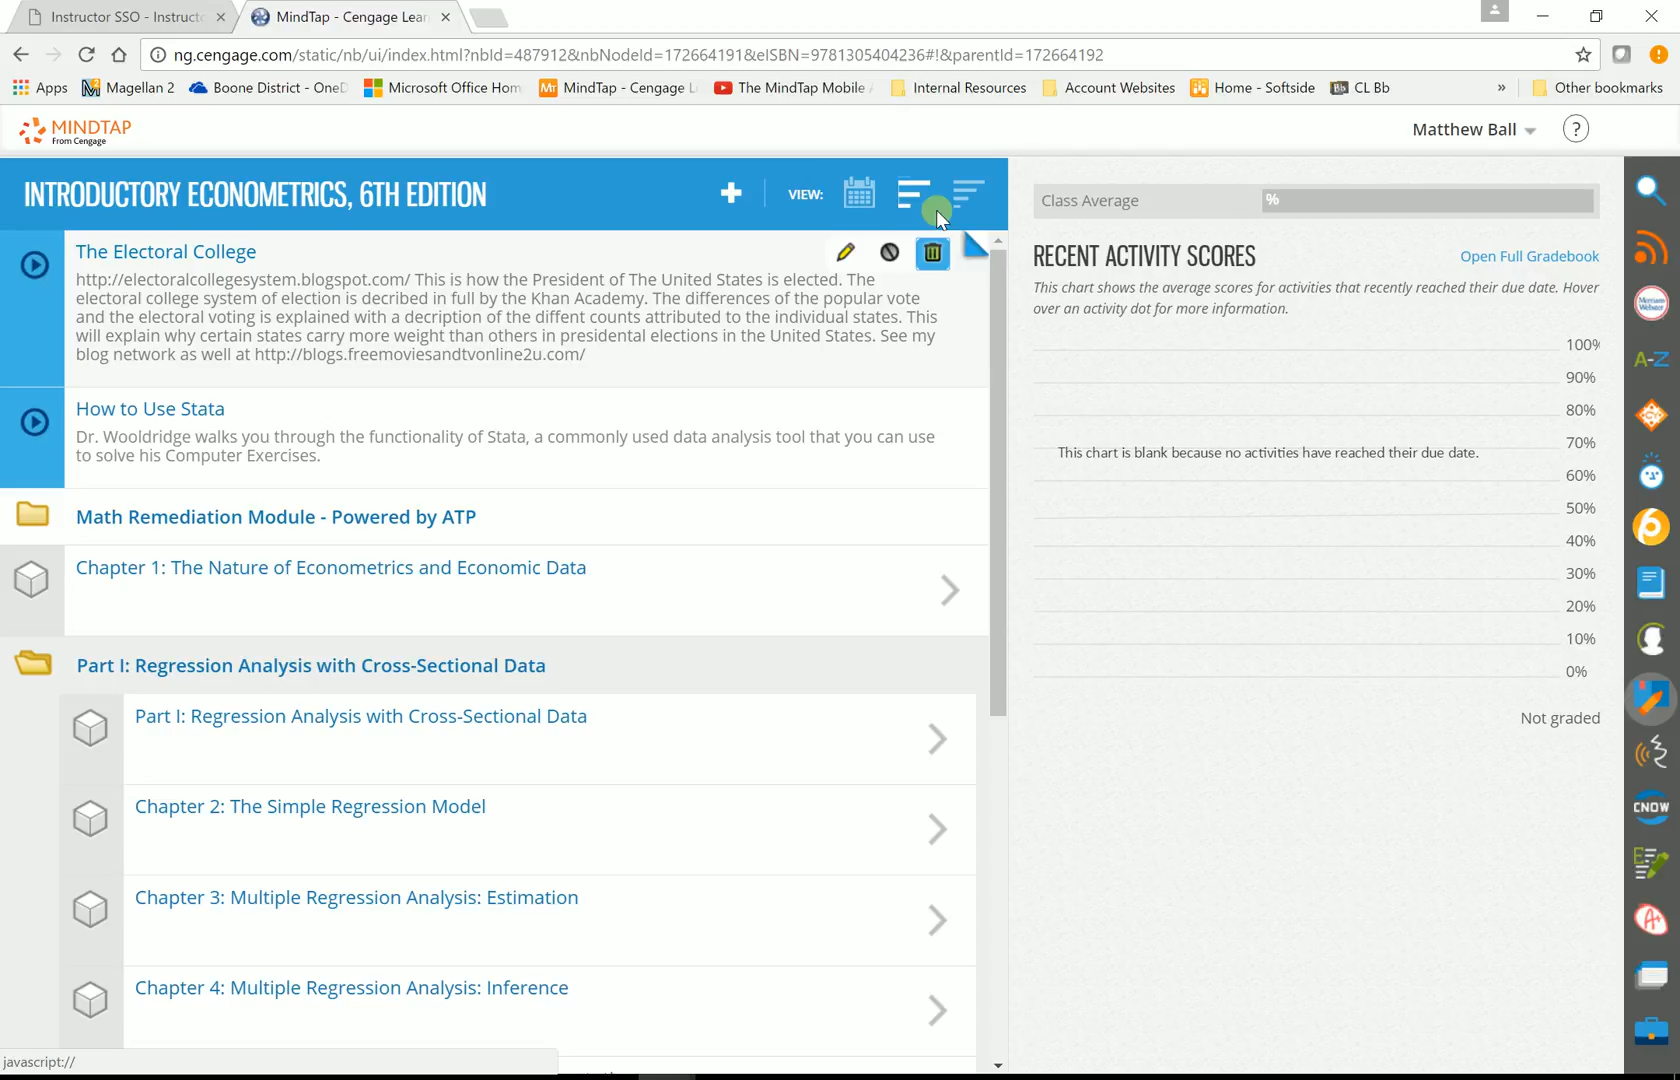 Instructor SSO - Instructo
MindTap - Cengage Lear
ng.cengage.com/static/nb/ui/index.html?nbId=487912&nbNodeId=172664191&eISBN=9781305404236#!&parentId=172664192
Apps Magellan 2 Boone District - OneD Microsoft Office Hom MindTap - Cengage L The MindTap Mobile A Internal Resources Account Websites Home - Softside CL Bb » Other bookmarks
MINDTAP
From Cengage
Matthew Ball ?
INTRODUCTORY ECONOMETRICS, 6TH EDITION
VIEW:
The Electoral College
http://electoralcollegesystem.blogspot.com/ This is how the President of The United States is elected. The
electoral college system of election is decribed in full by the Khan Academy. The differences of the popular vote
and the electoral voting is explained with a decription of the diffent counts attributed to the individual states. This
will explain why certain states carry more weight than others in presidential elections in the United States. See my
blog network as well at http://blogs.freemoviesandtvonline2u.com/
How to Use Stata
Dr. Wooldridge walks you through the functionality of Stata, a commonly used data analysis tool that you can use
to solve his Computer Exercises.
Math Remediation Module - Powered by ATP
Chapter 1: The Nature of Econometrics and Economic Data
Part I: Regression Analysis with Cross-Sectional Data
Part I: Regression Analysis with Cross-Sectional Data
Chapter 2: The Simple Regression Model
Chapter 3: Multiple Regression Analysis: Estimation
Chapter 4: Multiple Regression Analysis: Inference
javascript://
Class Average %
RECENT ACTIVITY SCORES
Open Full Gradebook
This chart shows the average scores for activities that recently reached their due date. Hover
over an activity dot for more information.
100%
90%
80%
70%
This chart is blank because no activities have reached their due date.
60%
50%
40%
30%
20%
10%
0%
Not graded
Merriam
Webster
A-Z
CNOW
A+